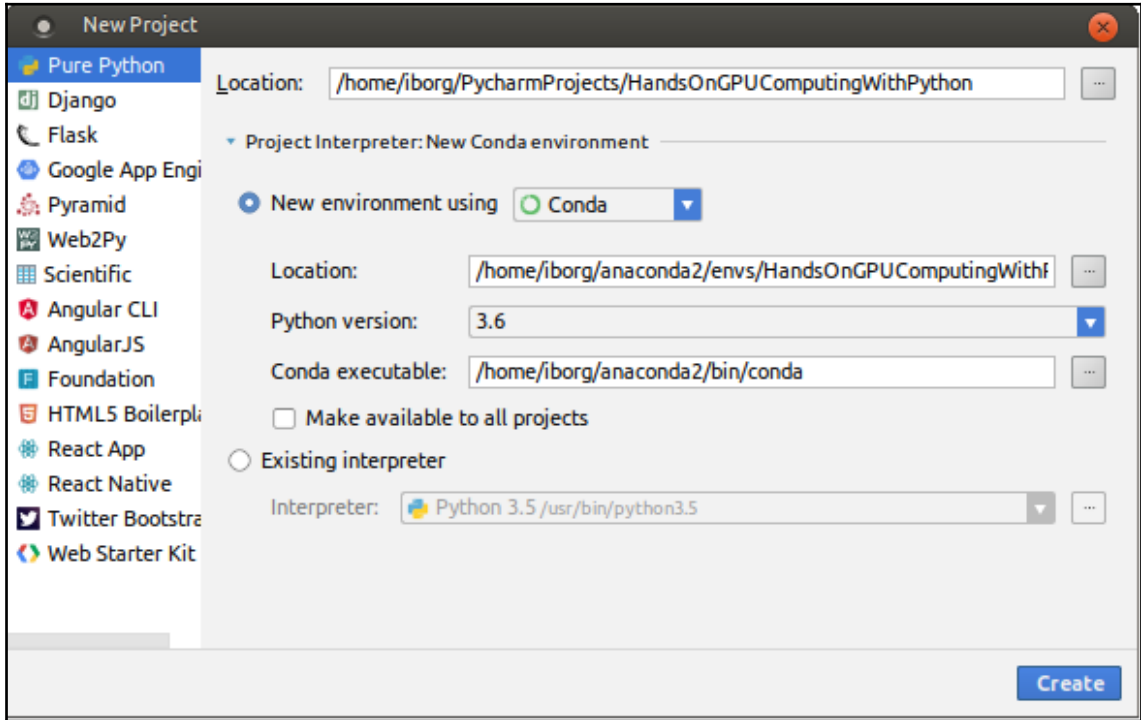 New Project
Pure Python
Django
Flask
Google App Engi
Pyramid
Web2Py
Scientific
Angular CLI
AngularJS
Foundation
HTML5 Boilerpla
React App
React Native
Twitter Bootstra
Web Starter Kit
Location: /home/iborg/PycharmProjects/HandsOnGPUComputingWithPython ...
Project Interpreter: New Conda environment
New environment using Conda
Location: /home/iborg/anaconda2/envs/HandsOnGPUComputingWithP ...
Python version: 3.6
Conda executable: /home/iborg/anaconda2/bin/conda ...
Make available to all projects
Existing interpreter
Interpreter: Python 3.5 /usr/bin/python3.5 ...
Create